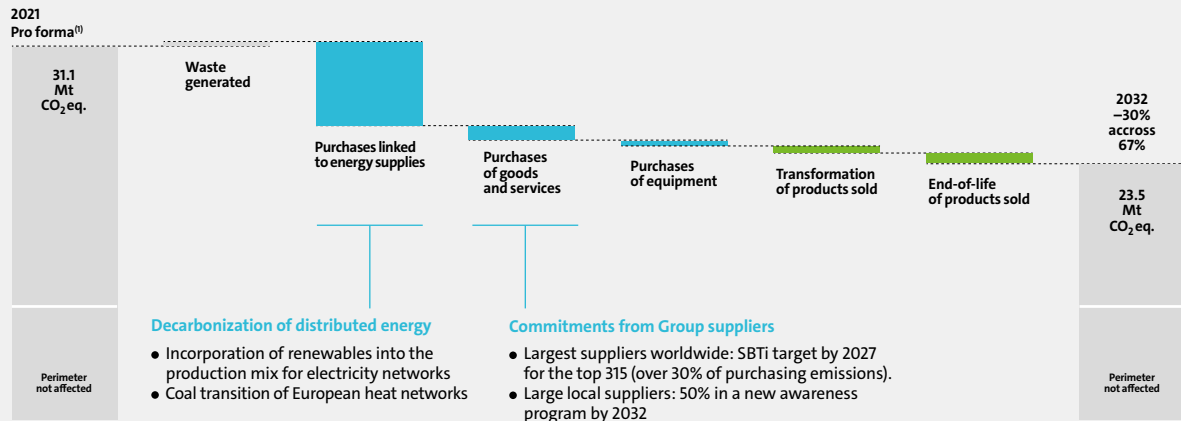 2021
Pro forma(1)
31.1
Mt
CO2 eq.
Perimeter
not affected
Waste
generated
Purchases linked
to energy supplies
Purchases
of goods
and services
Purchases
of equipment
Transformation
of products sold
End-of-life
of products sold
2032
–30%
accross
67%
23.5
Mt
CO2 eq.
Perimeter
not affected
Decarbonization of distributed energy
● Incorporation of renewables into the
production mix for electricity networks
● Coal transition of European heat networks
Commitments from Group suppliers
● Largest suppliers worldwide: SBTi target by 2027
for the top 315 (over 30% of purchasing emissions).
● Large local suppliers: 50% in a new awareness
program by 2032